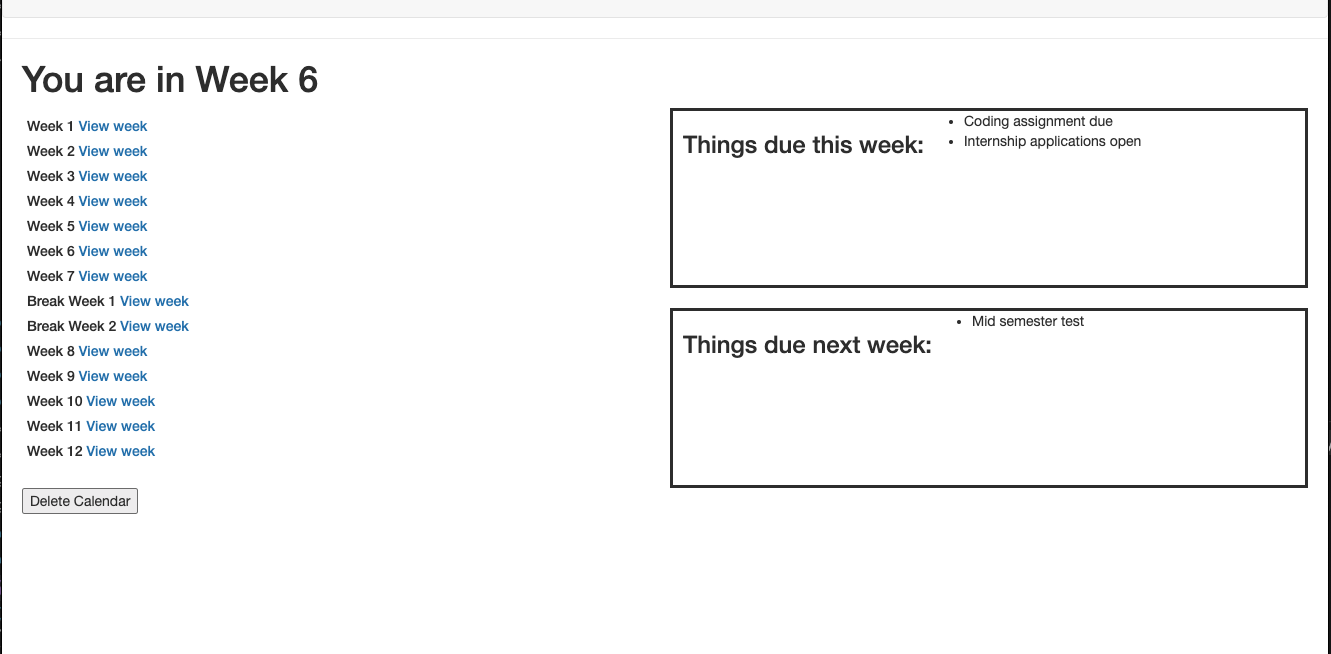 You are in Week 6
Week 1 View week
Week 2 View week
Week 3 View week
Week 4 View week
Week 5 View week
Week 6 View week
Week 7 View week
Break Week 1 View week
Break Week 2 View week
Week 8 View week
Week 9 View week
Week 10 View week
Week 11 View week
Week 12 View week
Delete Calendar
Things due this week:
• Coding assignment due
• Internship applications open
Things due next week:
• Mid semester test